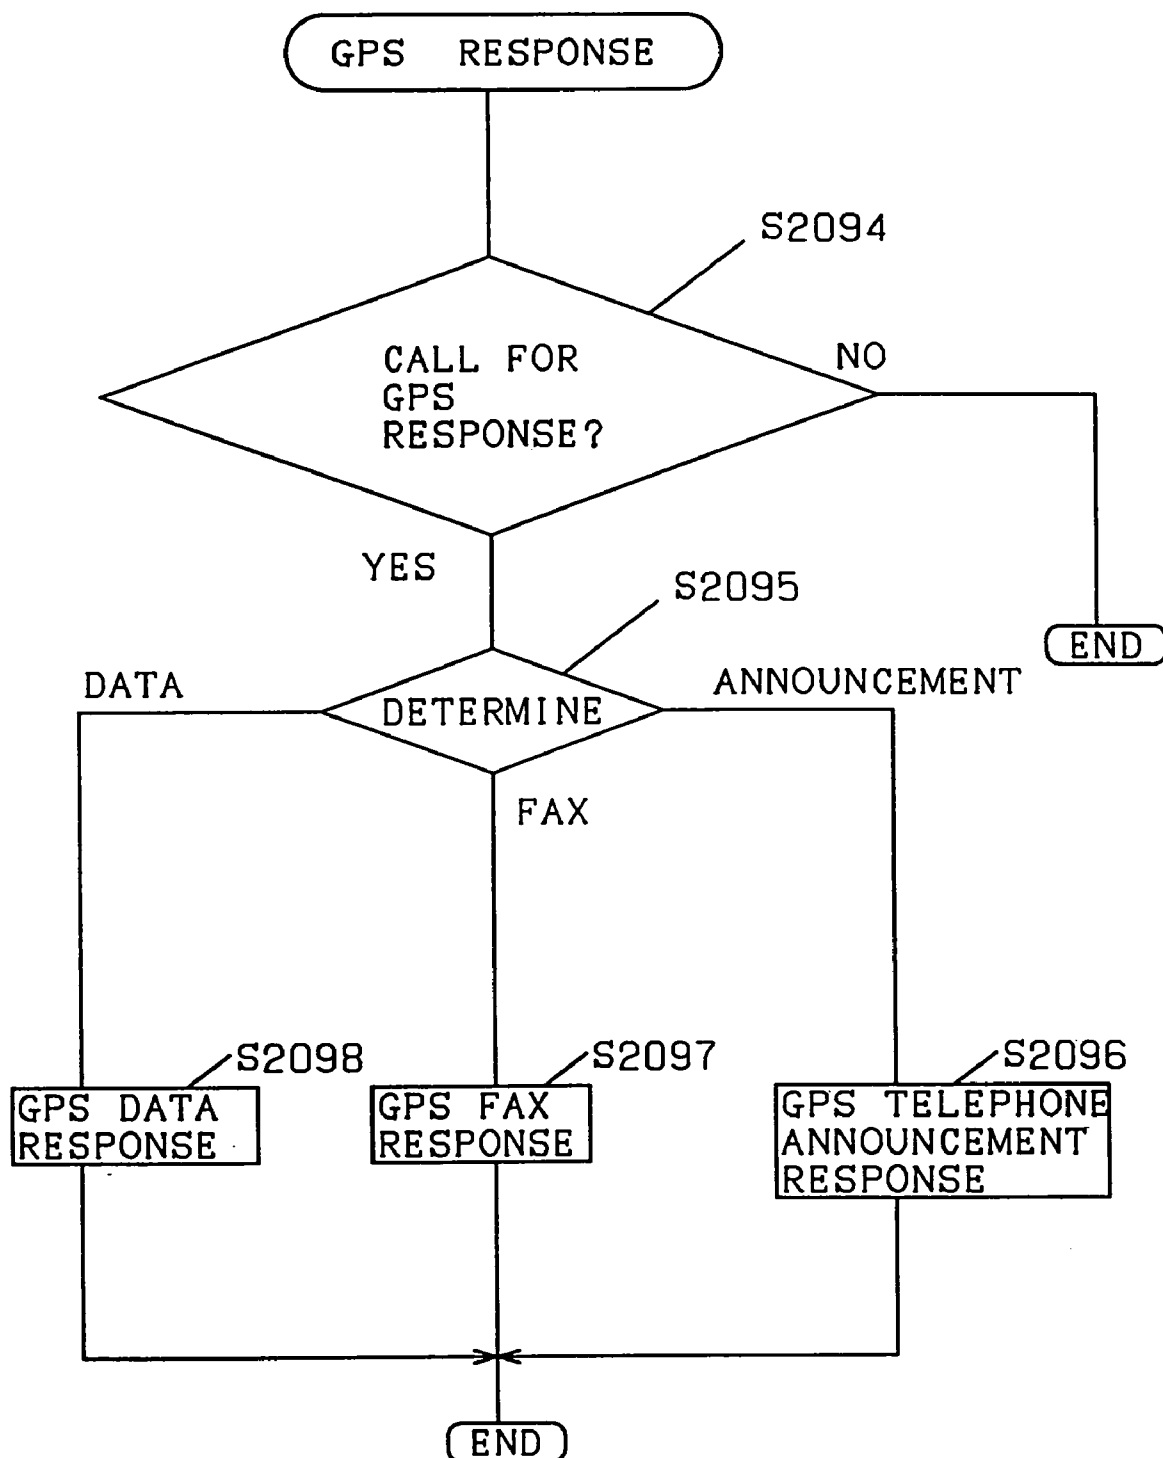 GPS RESPONSE
S2094
CALL FOR
GPS
RESPONSE?
NO
YES
S2095
END
DATA
DETERMINE
ANNOUNCEMENT
FAX
S2098
S2097
S2096
GPS DATA
RESPONSE
GPS FAX
RESPONSE
GPS TELEPHONE
ANNOUNCEMENT
RESPONSE
END